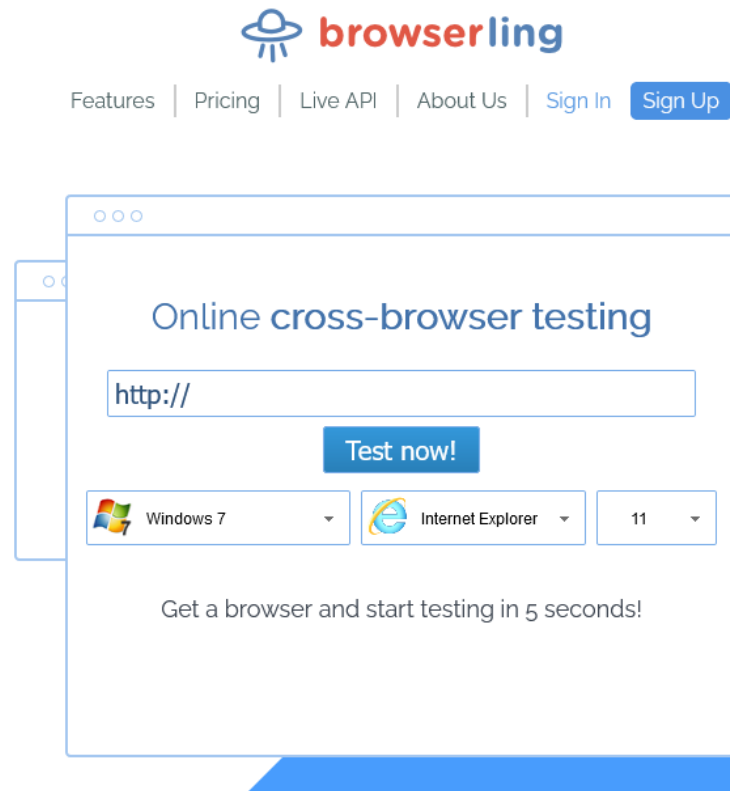 browserling
Features Pricing Live API About Us Sign In Sign Up
Online cross-browser testing
http://
Test now!
Windows 7 Internet Explorer 11
Get a browser and start testing in 5 seconds!